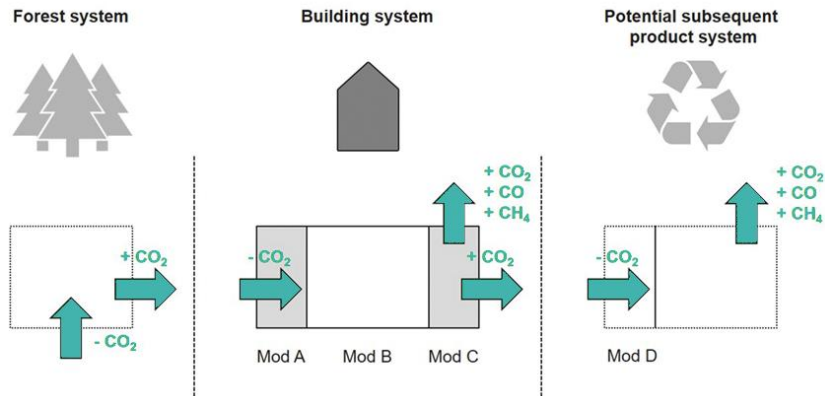 Forest system
Building system
Potential subsequent
product system
+ CO₂
+ CO
+ CH₄
+ CO₂
+ CO
+ CH₄
+ CO₂
- CO₂
+ CO₂
- CO₂
- CO₂
Mod A
Mod B
Mod C
Mod D